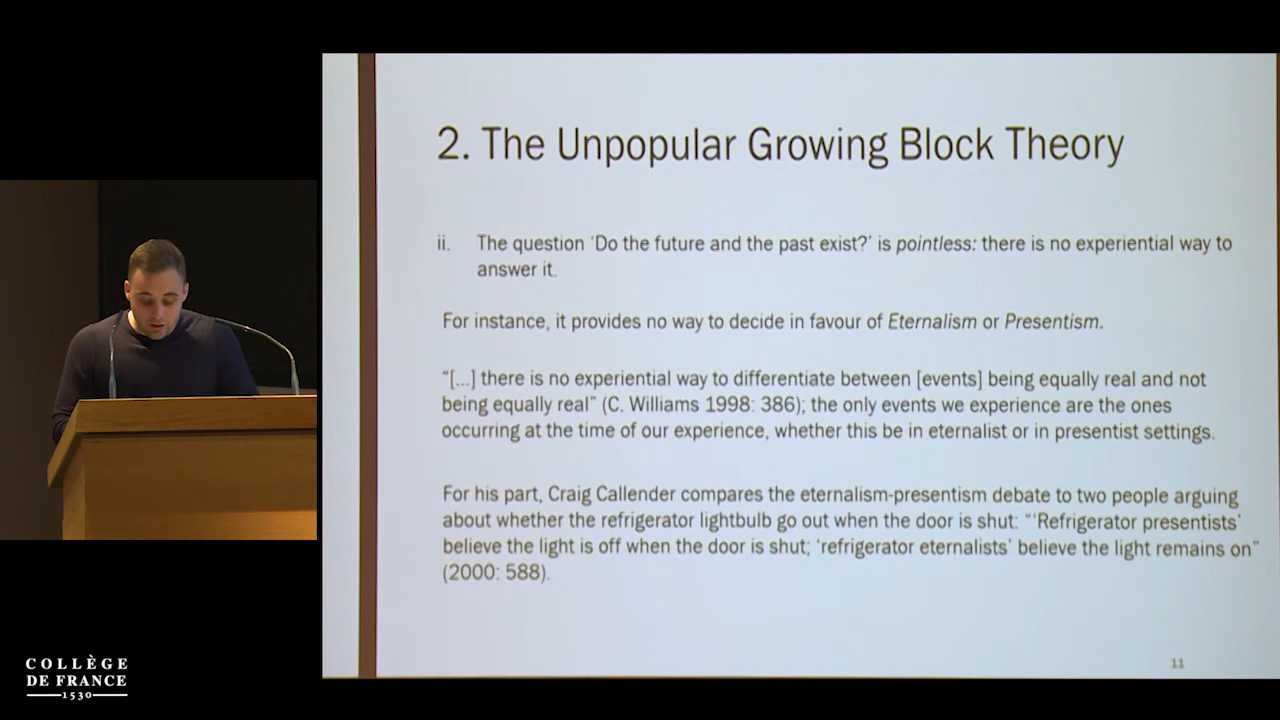 2. The Unpopular Growing Block Theory
ii. The question ‘Do the future and the past exist?’ is pointless: there is no experiential way to
answer it.
For instance, it provides no way to decide in favour of Eternalism or Presentism.
“[...] there is no experiential way to differentiate between [events] being equally real and not
being equally real” (C. Williams 1998: 386); the only events we experience are the ones
occurring at the time of our experience, whether this be in eternalist or in presentist settings.
For his part, Craig Callender compares the eternalism-presentism debate to two people arguing
about whether the refrigerator lightbulb go out when the door is shut: “‘Refrigerator presentists’
believe the light is off when the door is shut; ‘refrigerator eternalists’ believe the light remains on”
(2000: 588).
11
COLLÈGE
DE FRANCE
1530